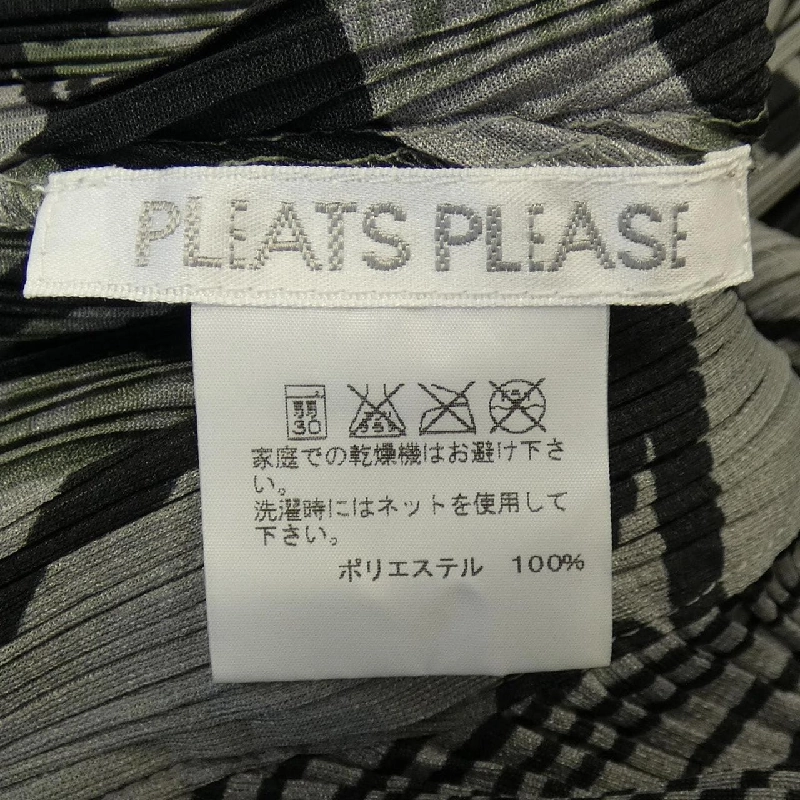 PLEATS PLEASE
弱
30
家庭での乾燥機はお避け下さ
い。
洗濯時にはネットを使用して
下さい。
ポリエステル 100%